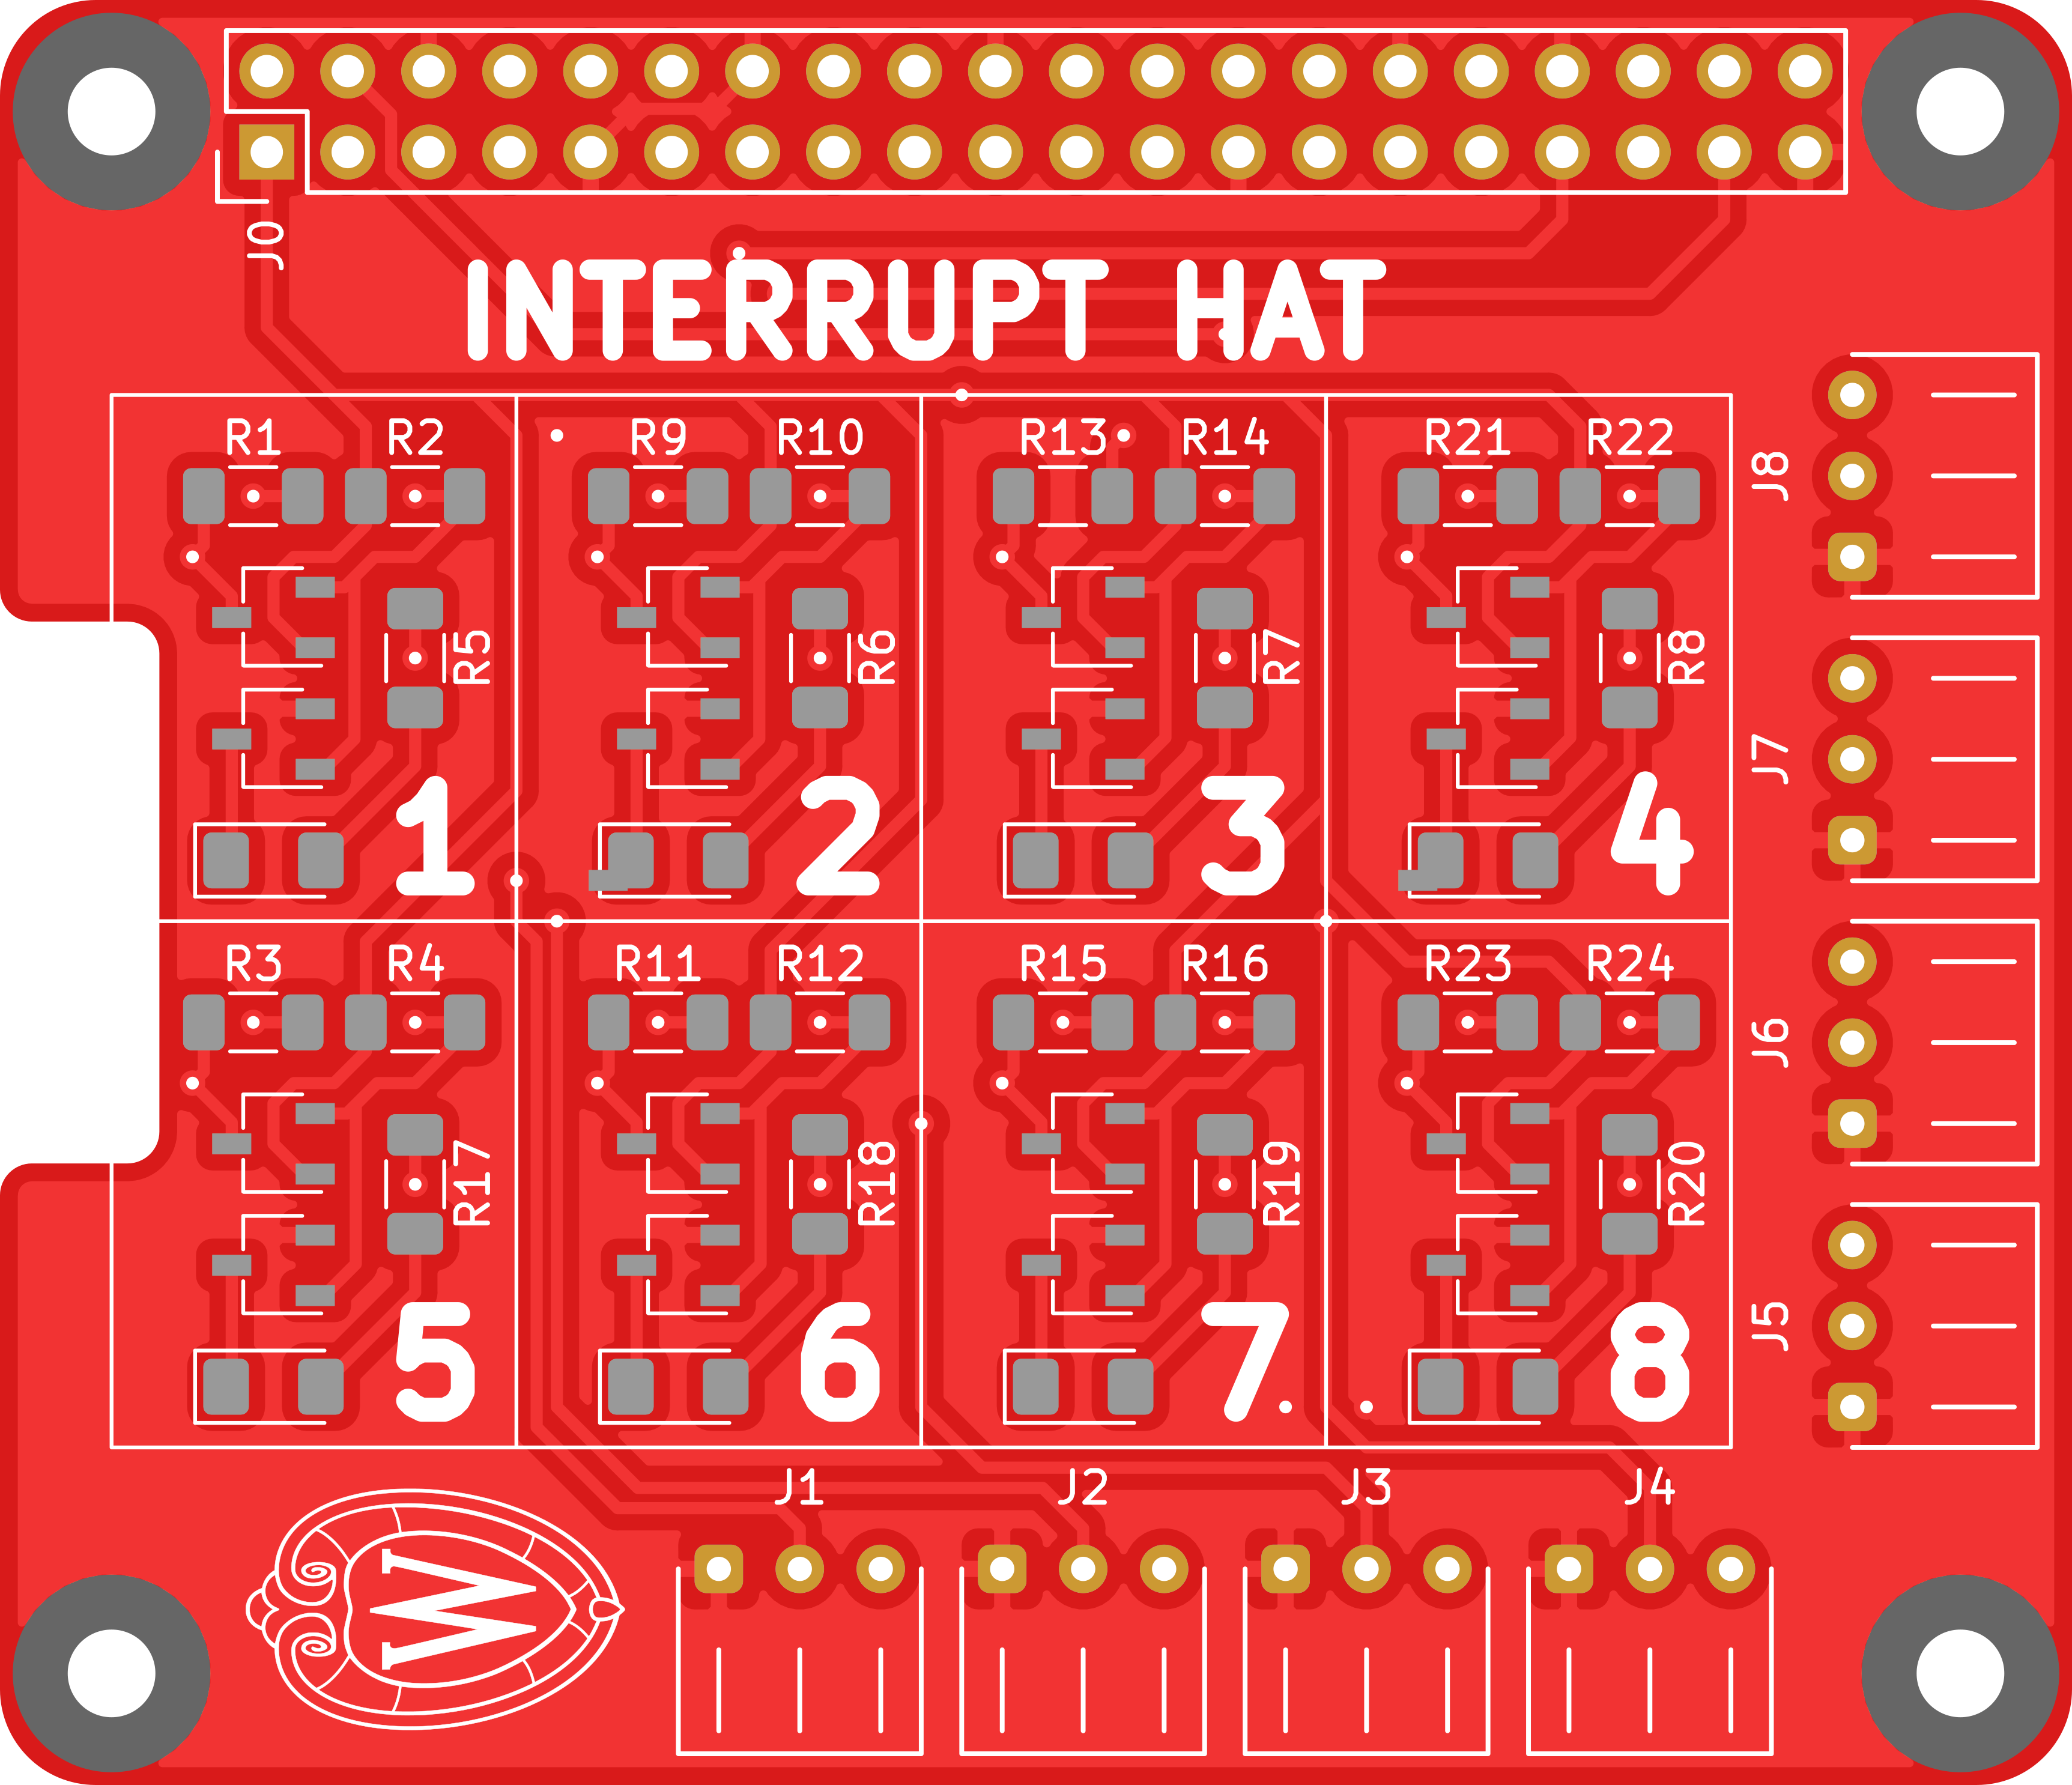 J0
INTERRUPT HAT
R1 R2 R9 R10 R13 R14 R21 R22
J8
R5 R6 R7 R8
J7
1 2 3 4
R3 R4 R11 R12 R15 R16 R23 R24
J6
R17 R18 R19 R20
J5
5 6 7 8
J1 J2 J3 J4
W